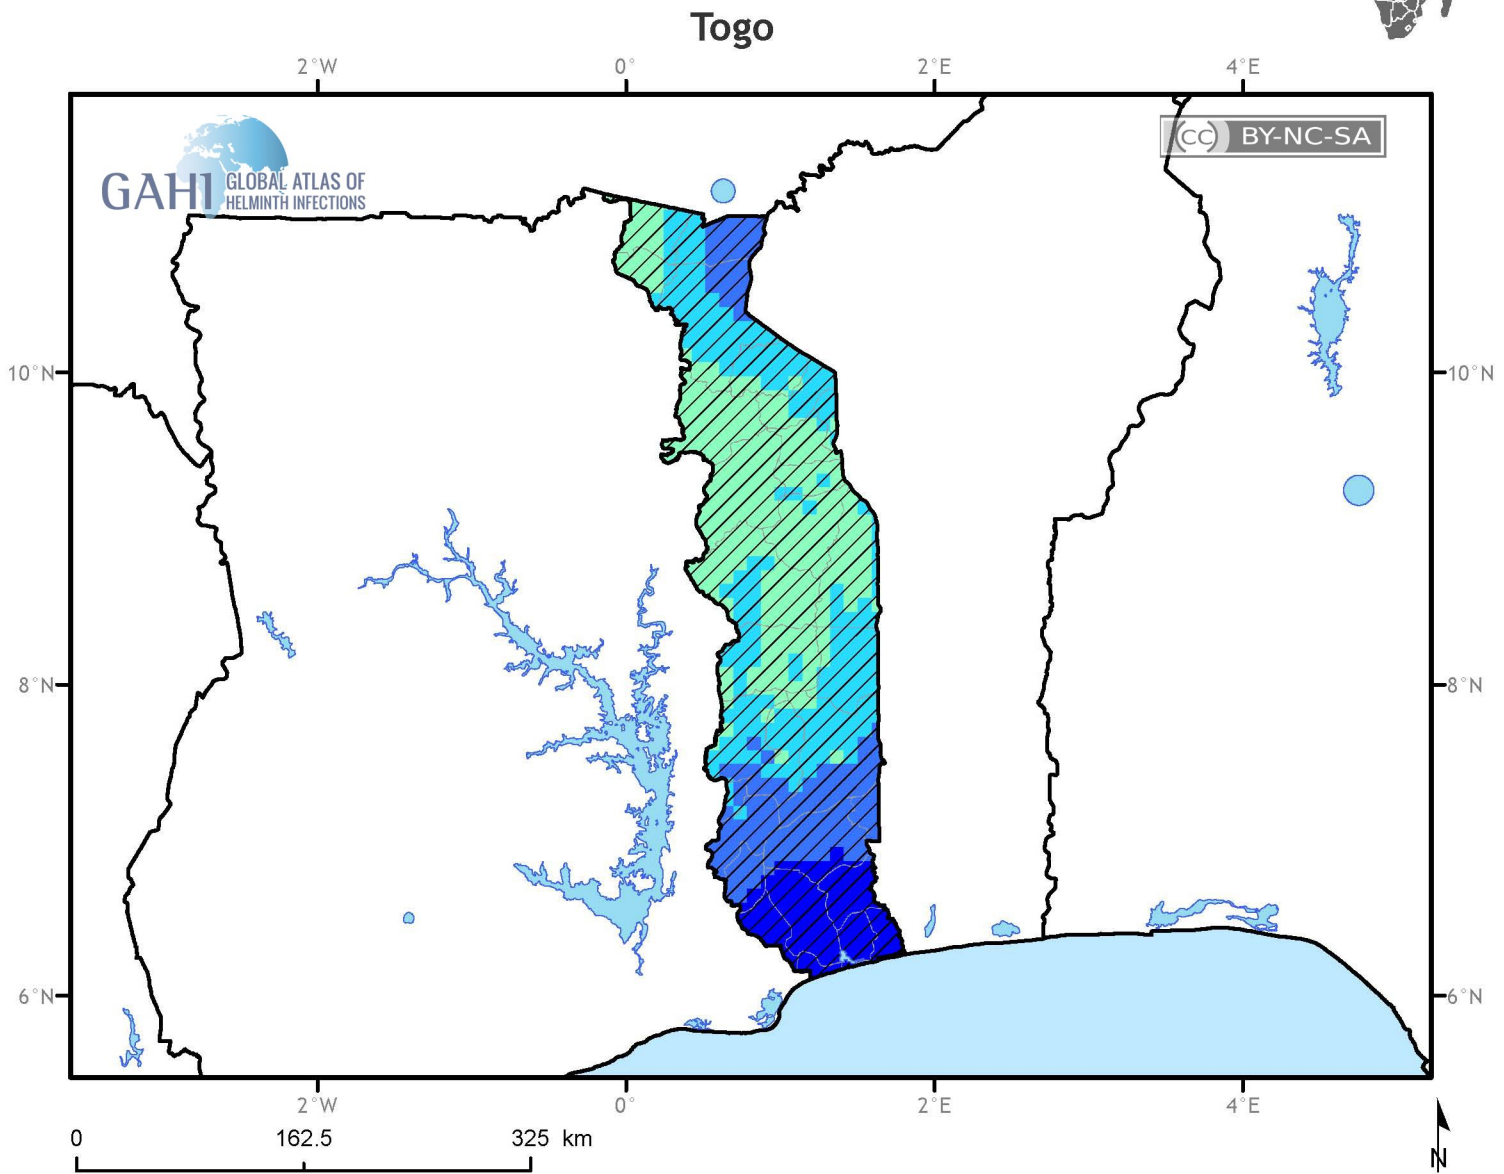 Togo
2°W 0° 2°E 4°E
GAHI GLOBAL ATLAS OF
HELMINTH INFECTIONS
(cc) BY-NC-SA
10°N 10°N
8°N 8°N
6°N 6°N
2°W 0° 2°E 4°E
0 162.5 325 km
N